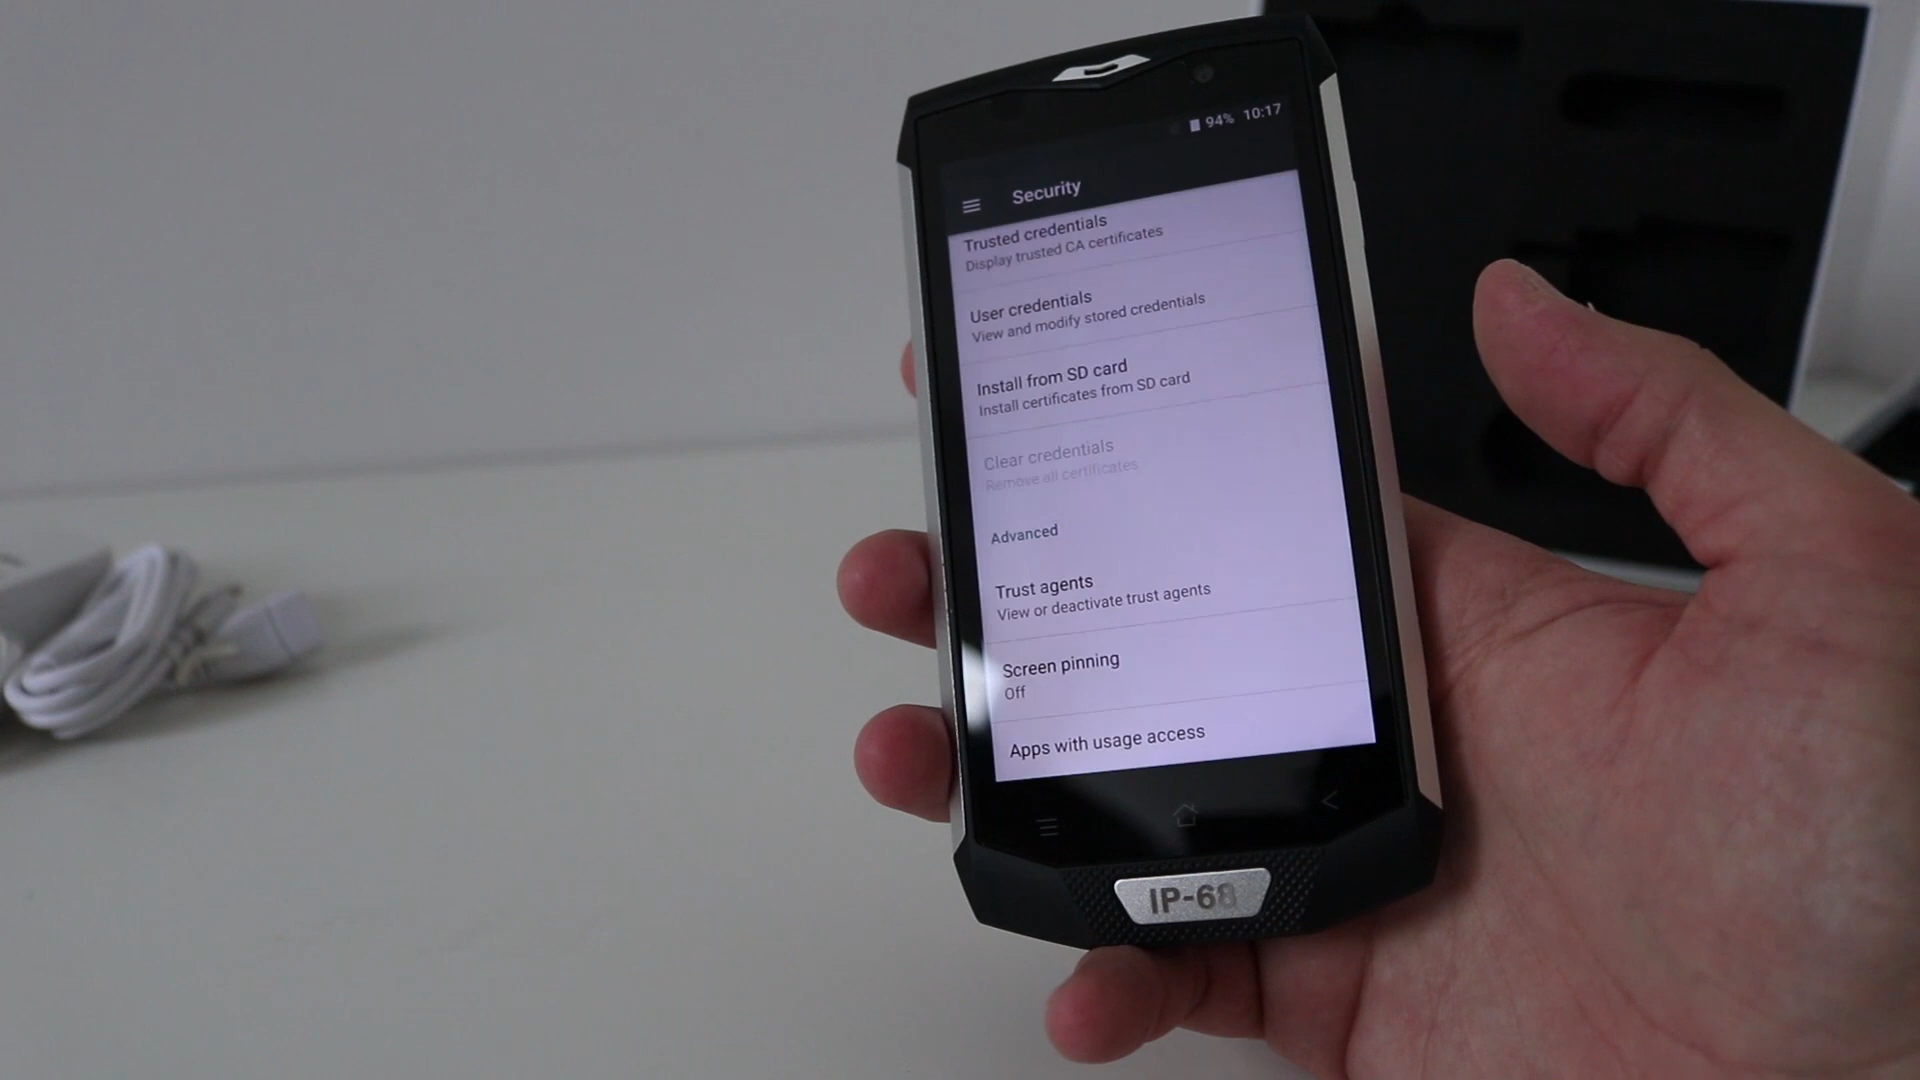 94% 10:17
Security
Trusted credentials
Display trusted CA certificates
User credentials
View and modify stored credentials
Install from SD card
Install certificates from SD card
Clear credentials
Remove all certificates
Advanced
Trust agents
View or deactivate trust agents
Screen pinning
Off
Apps with usage access
IP-68